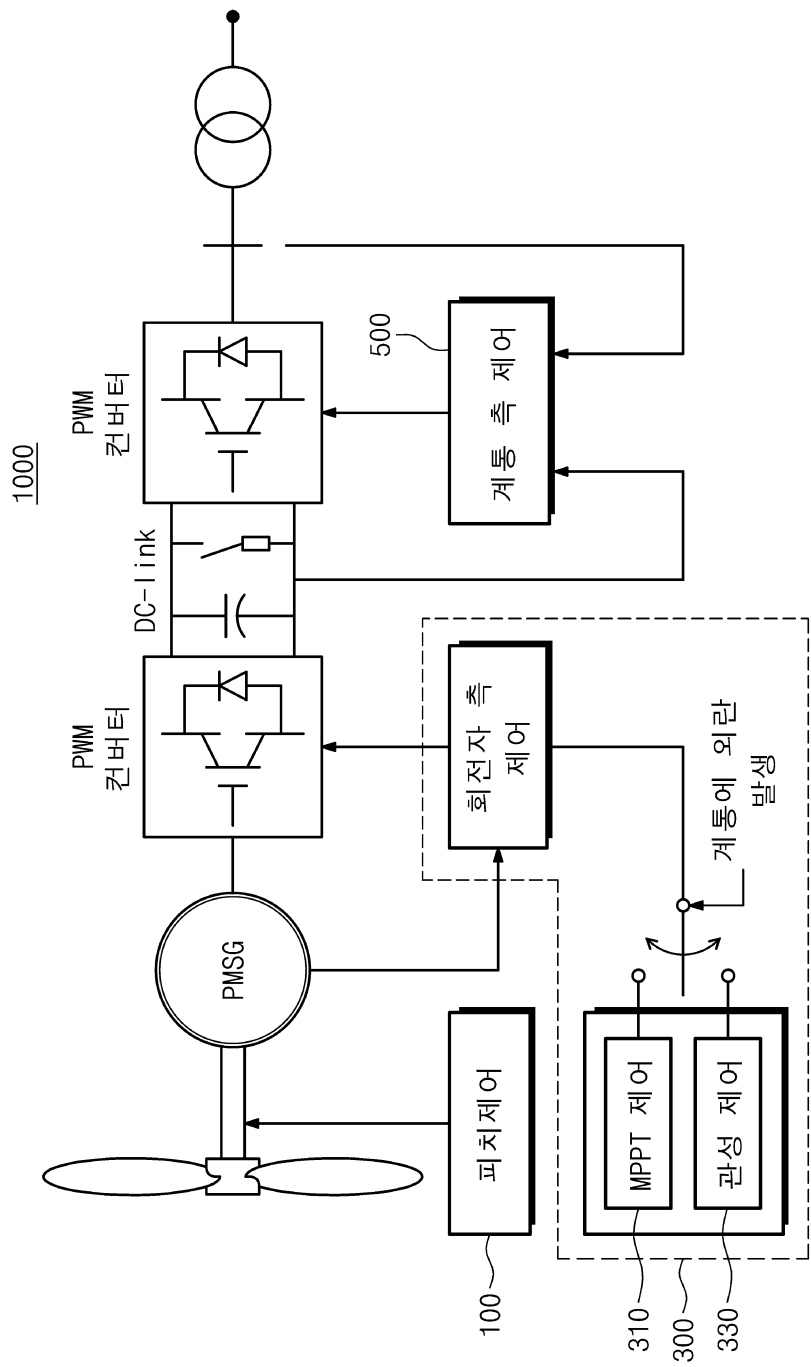 1000
PWM
컨버터
DC-link
PWM
컨버터
PMSG
피치제어
100
회전자 측
제어
계통 측 제어
500
MPPT 제어
관성 제어
계통에 외란
발생
310
300
330